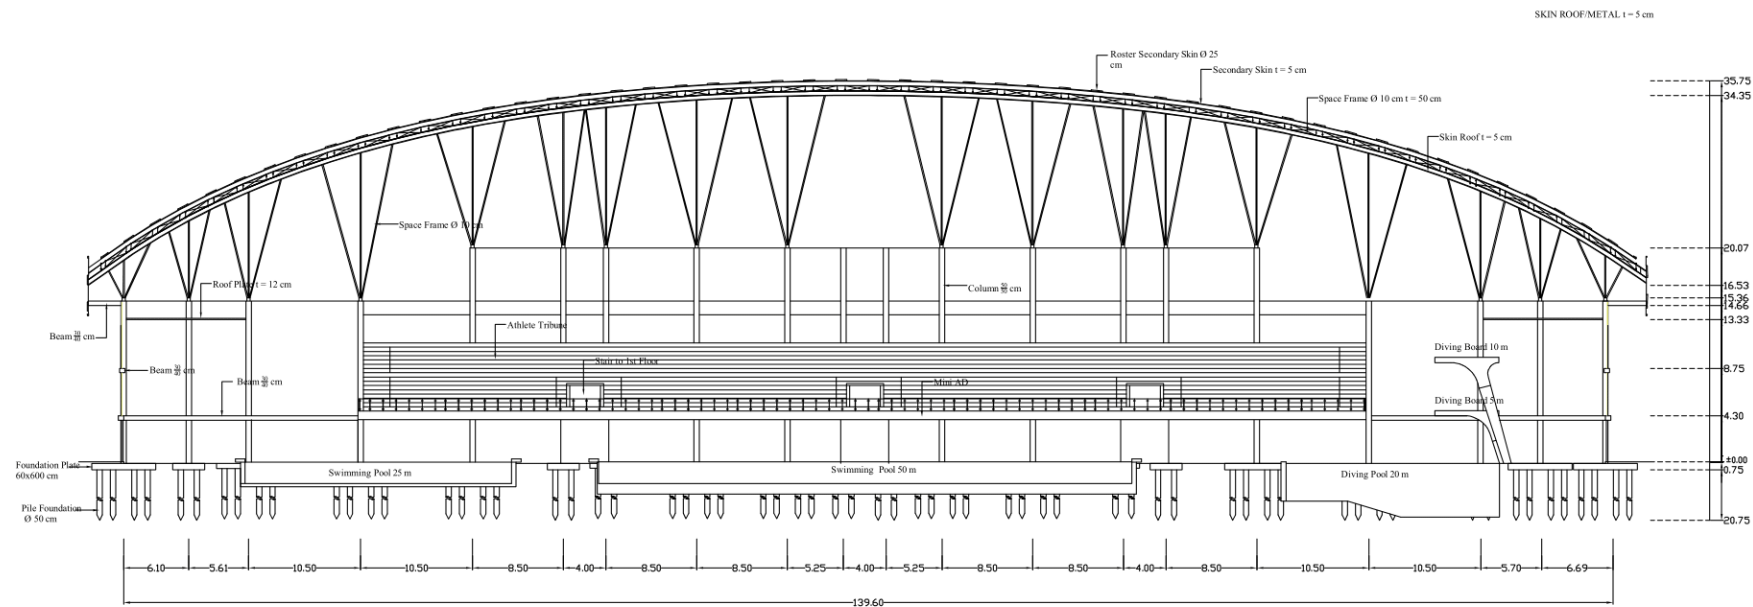 SKIN ROOF/METAL t = 5 cm
Roster Secondary Skin Ø 25
cm
Secondary Skin t = 5 cm
Space Frame Ø 10 cm t = 50 cm
Skin Roof t = 5 cm
Space Frame Ø 10 cm
Roof Plate t = 12 cm
Column cm
Athlete Tribune
Beam cm
Stair to 1st Floor
Beam cm
Beam cm
Mini AD
Diving Board 10 m
Diving Board 5 m
Foundation Plate
60x600 cm
Swimming Pool 25 m
Swimming Pool 50 m
Diving Pool 20 m
Pile Foundation
Ø 50 cm
35.75
34.35
20.07
16.53
15.36
14.66
13.33
8.75
4.30
±0.00
0.75
20.75
6.10 5.61 10.50 10.50 8.50 4.00 8.50 8.50 5.25 4.00 5.25 8.50 8.50 4.00 8.50 10.50 10.50 5.70 6.69
139.60